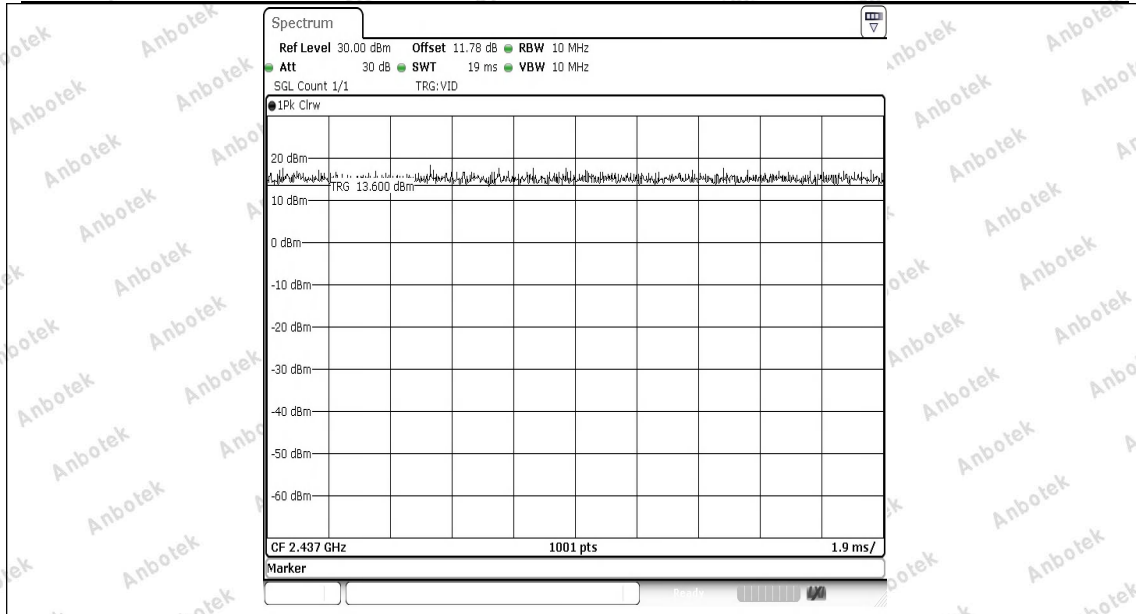 Spectrum
Ref Level 30.00 dBm Offset 11.78 dB RBW 10 MHz
Att 30 dB SWT 19 ms VBW 10 MHz
SGL Count 1/1 TRG:VID
1Pk Clrw
20 dBm
TRG 13.600 dBm
10 dBm
0 dBm
-10 dBm
-20 dBm
-30 dBm
-40 dBm
-50 dBm
-60 dBm
CF 2.437 GHz 1001 pts 1.9 ms/
Marker
Ready
Anbotek